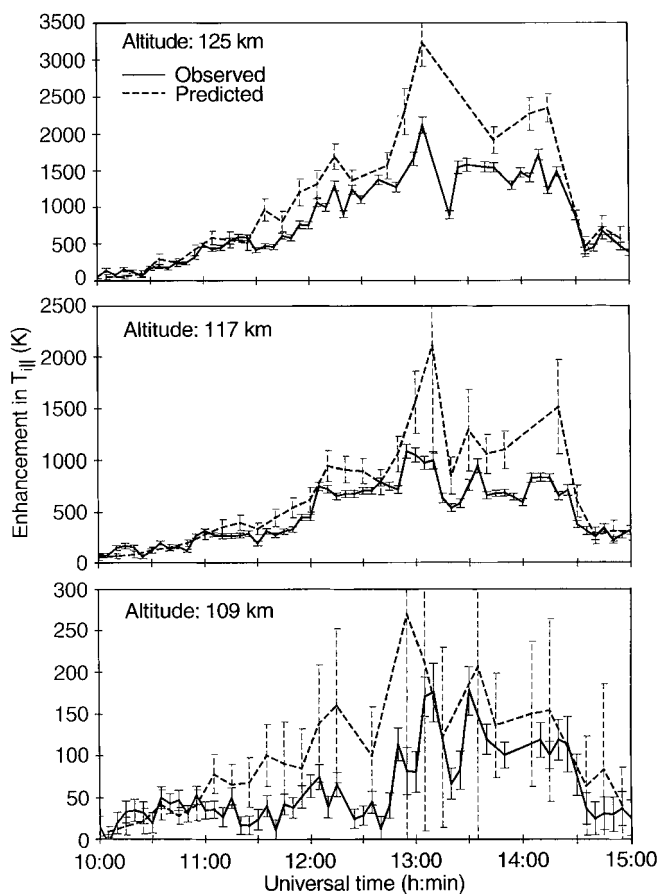 3500
3000
2500
2000
1500
1000
500
0
Altitude: 125 km
Observed
Predicted
2500
2000
1500
1000
500
0
Altitude: 117 km
Enhancement in T_i|| (K)
300
250
200
150
100
50
0
Altitude: 109 km
10:00 11:00 12:00 13:00 14:00 15:00
Universal time (h:min)